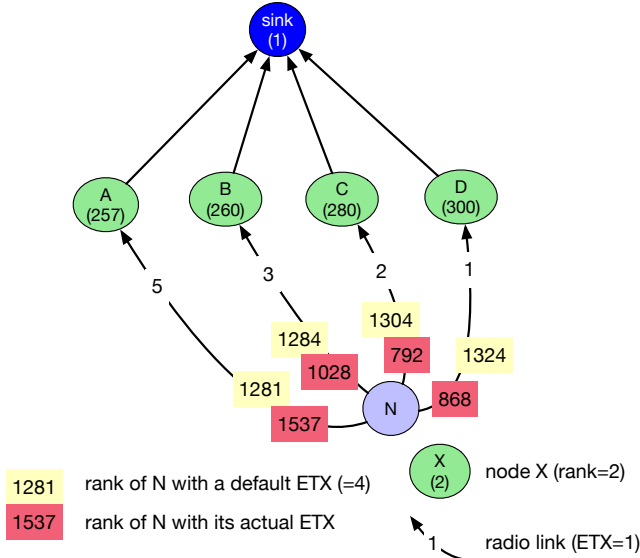 sink
(1)
A
(257)
B
(260)
C
(280)
D
(300)
5
3
2
1
1304
1284
792
1324
1028
1281
868
N
1537
X
(2)
node X (rank=2)
1281
rank of N with a default ETX (=4)
1537
rank of N with its actual ETX
1
radio link (ETX=1)